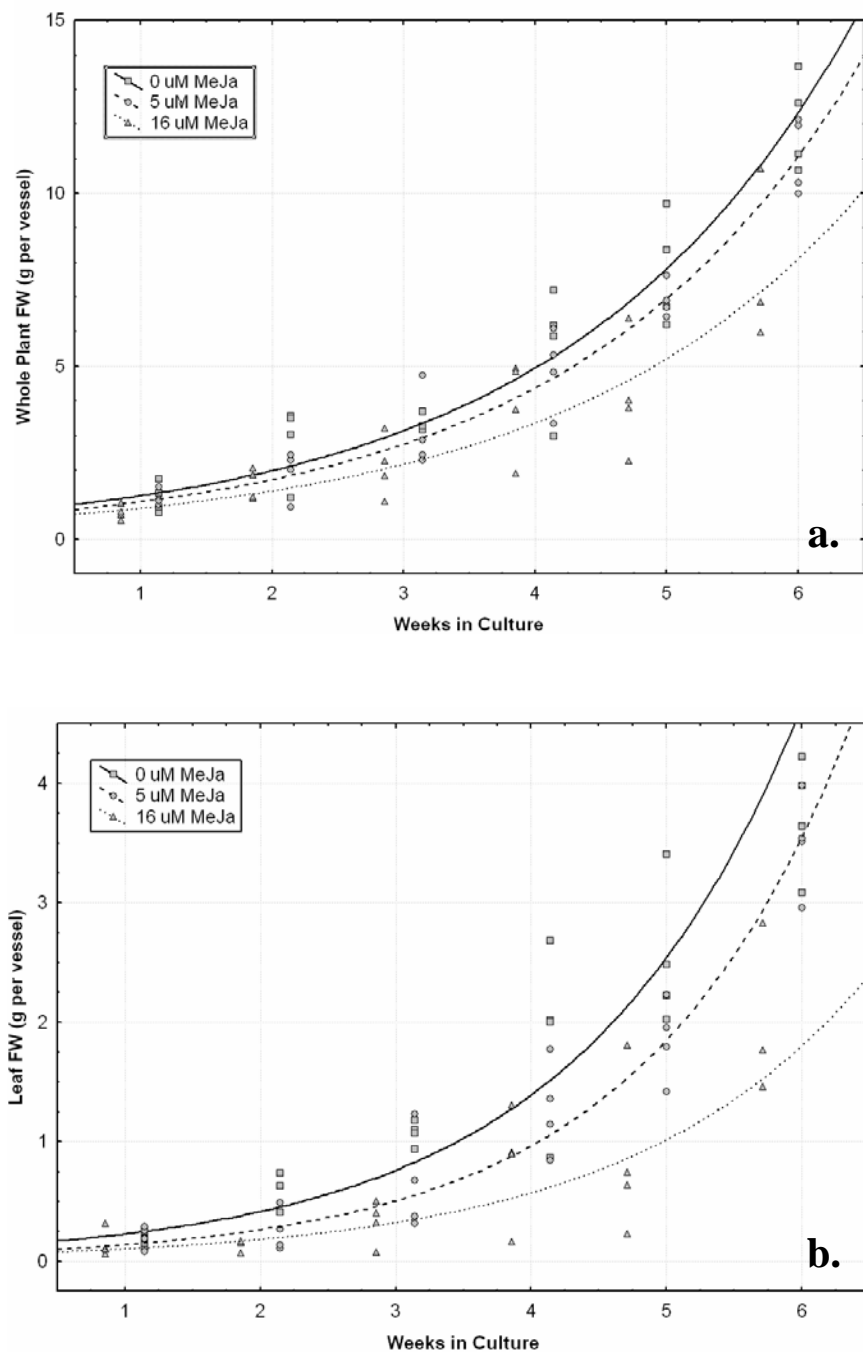 15
10
5
0
Whole Plant FW (g per vessel)
0 uM MeJa
5 uM MeJa
16 uM MeJa
a.
1 2 3 4 5 6
Weeks in Culture
4
3
2
1
0
Leaf FW (g per vessel)
0 uM MeJa
5 uM MeJa
16 uM MeJa
b.
1 2 3 4 5 6
Weeks in Culture